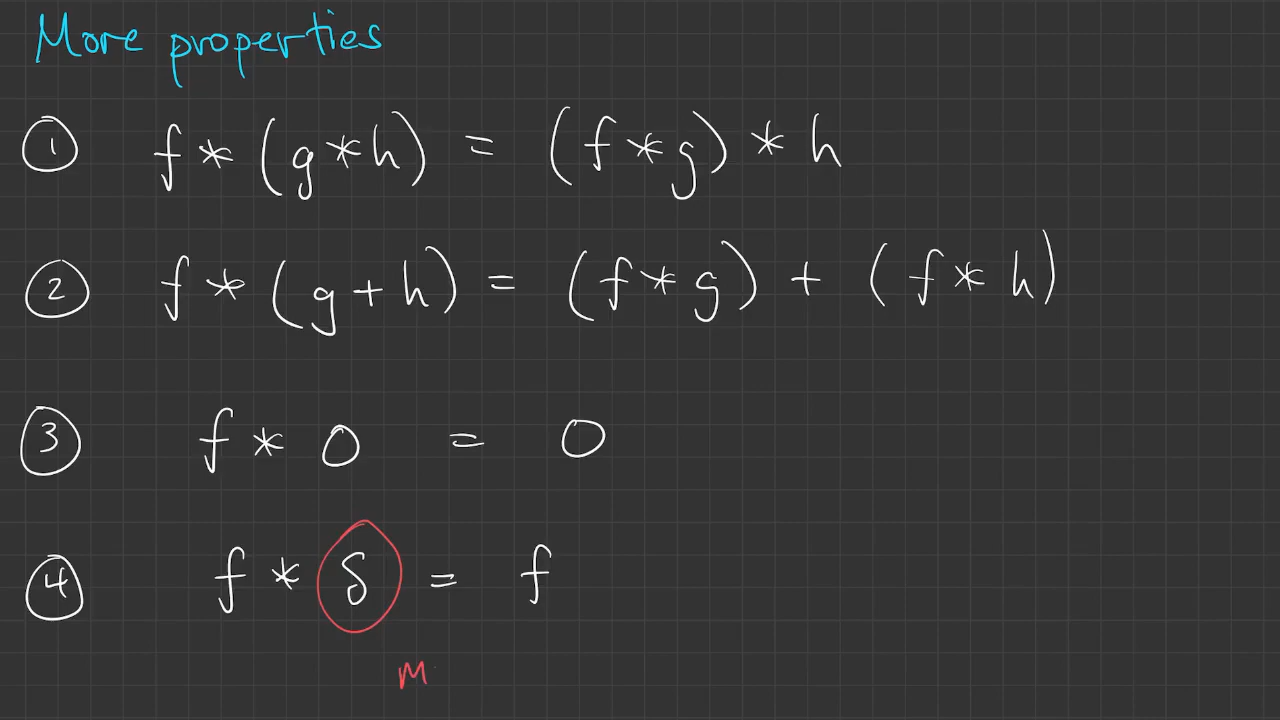 More properties
① f * (g * h) = (f * g) * h
② f * (g + h) = (f * g) + (f * h)
③ f * 0 = 0
④ f * δ = f
M